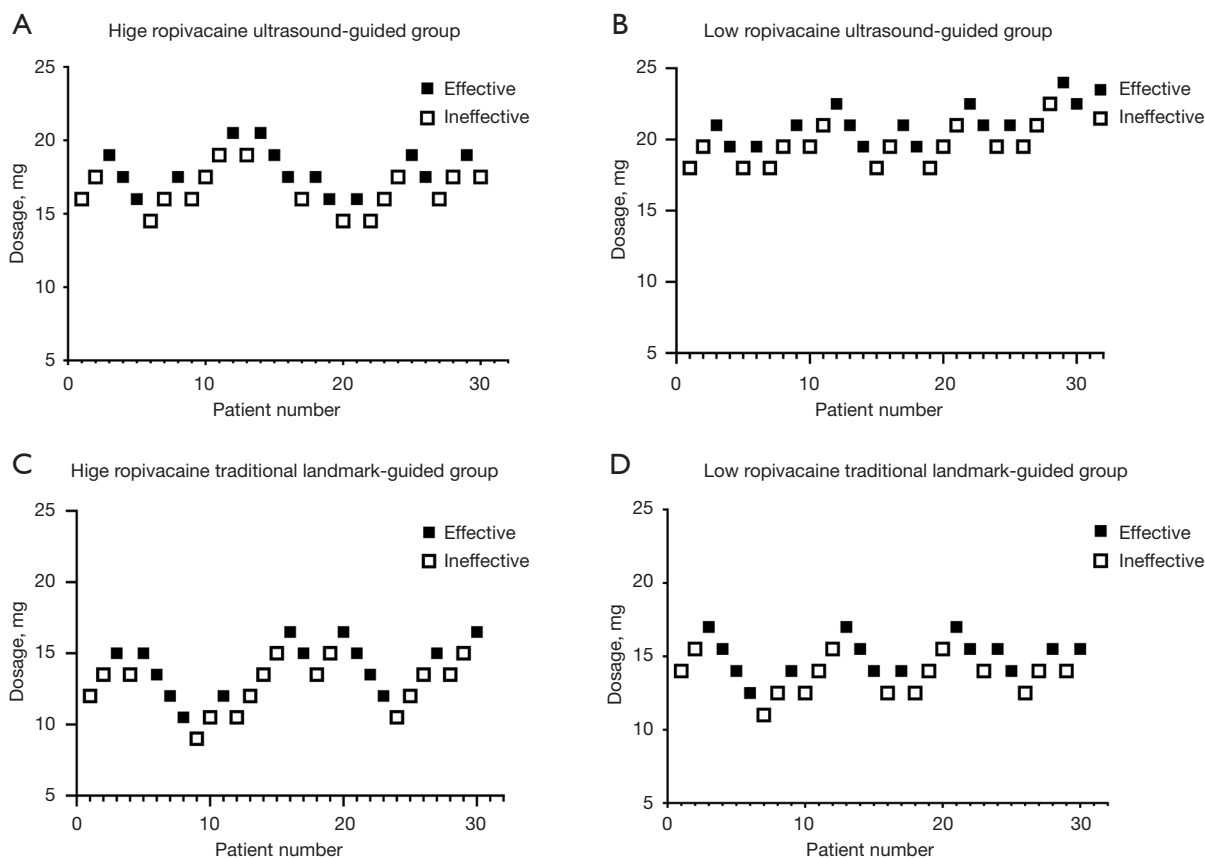 A
Hige ropivacaine ultrasound-guided group
25
20
15
10
5
Dosage, mg
Effective
Ineffective
0
10
20
30
Patient number
B
Low ropivacaine ultrasound-guided group
25
20
15
10
5
Dosage, mg
Effective
Ineffective
0
10
20
30
Patient number
C
Hige ropivacaine traditional landmark-guided group
25
20
15
10
5
Dosage, mg
Effective
Ineffective
0
10
20
30
Patient number
D
Low ropivacaine traditional landmark-guided group
25
20
15
10
5
Dosage, mg
Effective
Ineffective
0
10
20
30
Patient number